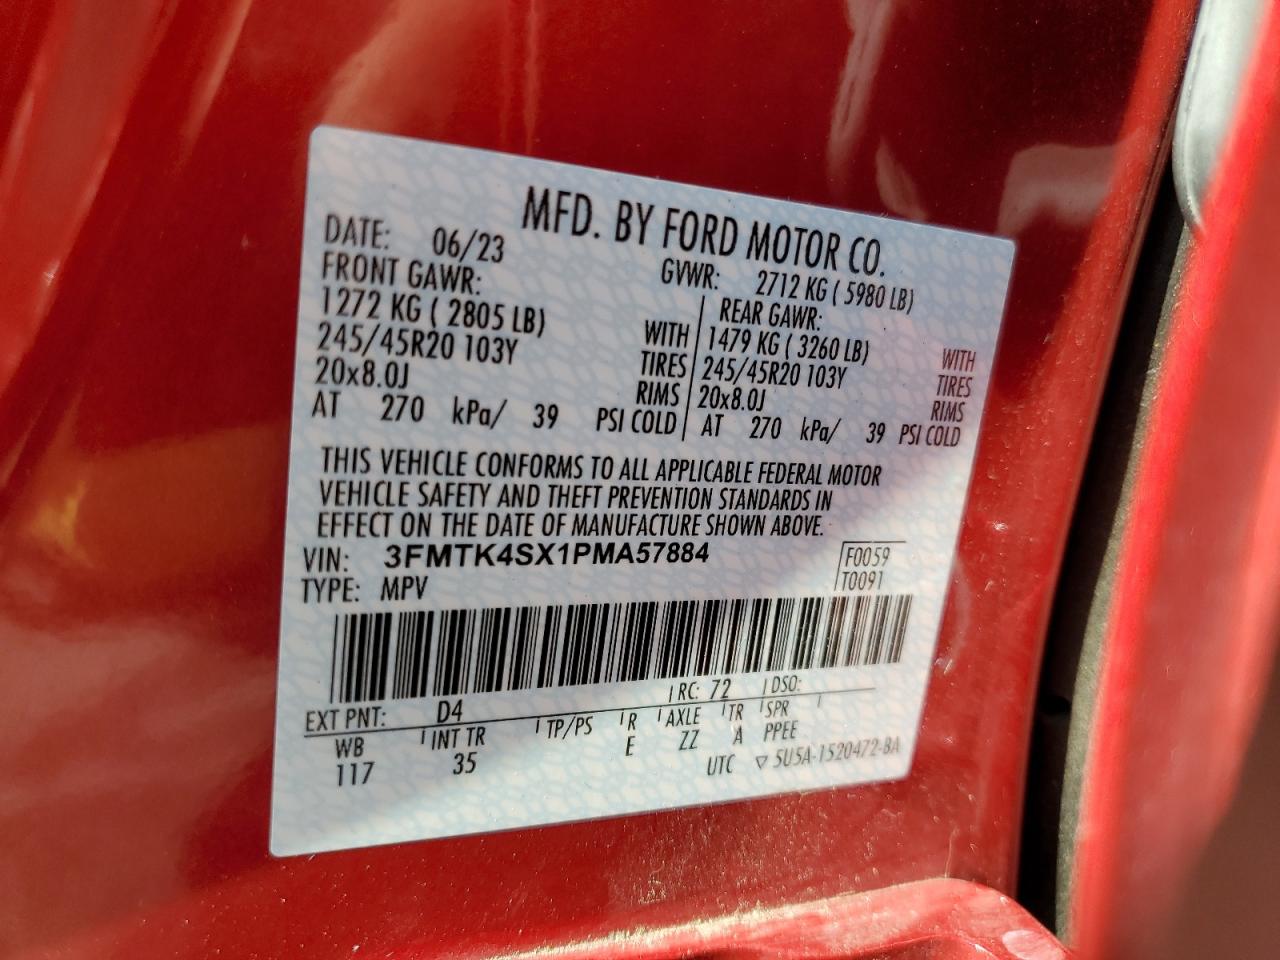 MFD. BY FORD MOTOR CO.
DATE: 06/23 GVWR: 2712 KG ( 5980 LB)
FRONT GAWR: REAR GAWR:
1272 KG ( 2805 LB) WITH 1479 KG ( 3260 LB) WITH
245/45R20 103Y TIRES 245/45R20 103Y TIRES
20x8.0J RIMS 20x8.0J RIMS
AT 270 kPa/ 39 PSI COLD AT 270 kPa/ 39 PSI COLD
THIS VEHICLE CONFORMS TO ALL APPLICABLE FEDERAL MOTOR
VEHICLE SAFETY AND THEFT PREVENTION STANDARDS IN
EFFECT ON THE DATE OF MANUFACTURE SHOWN ABOVE.
VIN: 3FMTK4SX1PMA57884 F0059
TYPE: MPV T0091
EXT PNT: D4 RC: 72 DSO:
WB INT TR TP/PS R AXLE TR SPR
117 35 E ZZ A PPEE
UTC ▽ 5U5A-1520472-BA